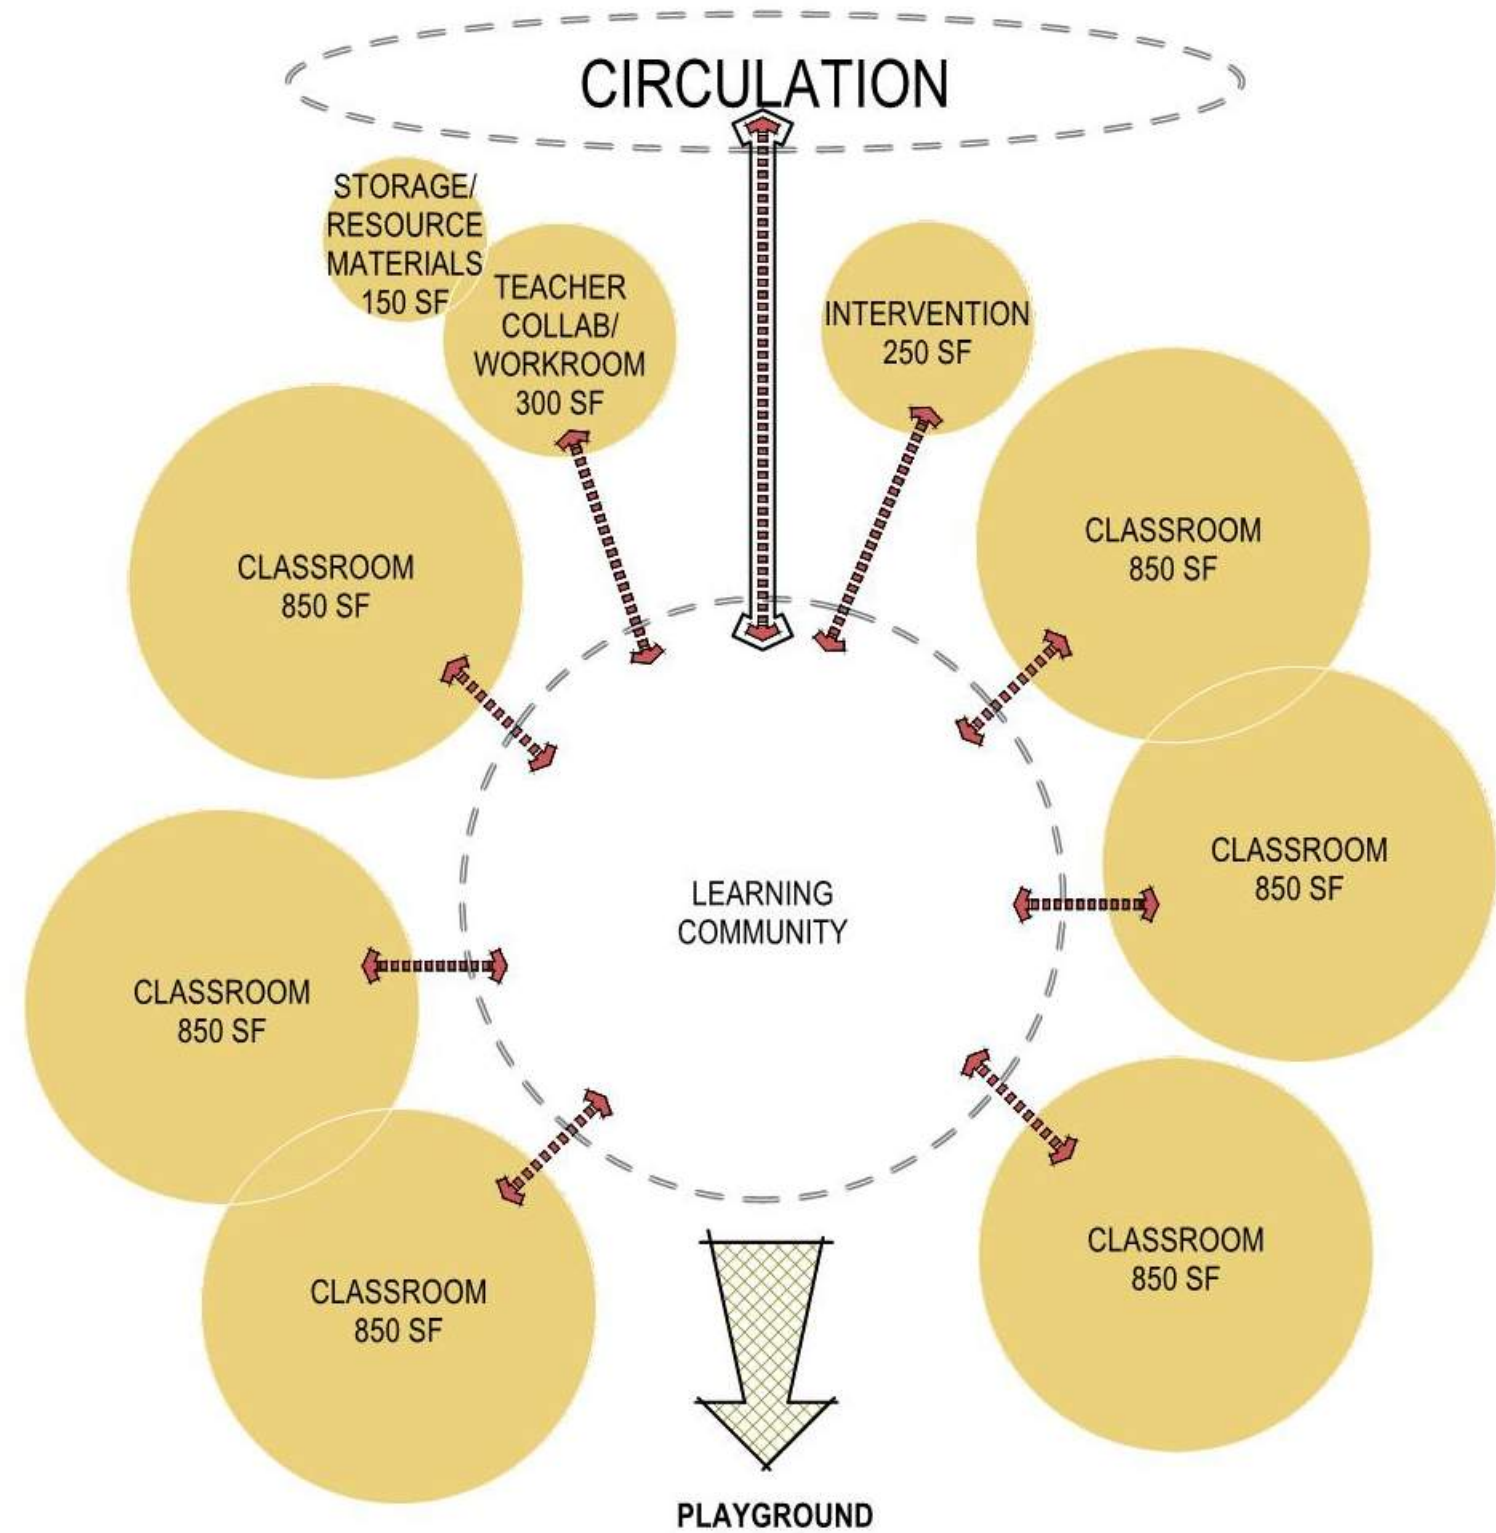 CIRCULATION
STORAGE/
RESOURCE
MATERIALS
150 SF
TEACHER
COLLAB/
WORKROOM
300 SF
INTERVENTION
250 SF
CLASSROOM
850 SF
CLASSROOM
850 SF
CLASSROOM
850 SF
LEARNING
COMMUNITY
CLASSROOM
850 SF
CLASSROOM
850 SF
CLASSROOM
850 SF
PLAYGROUND